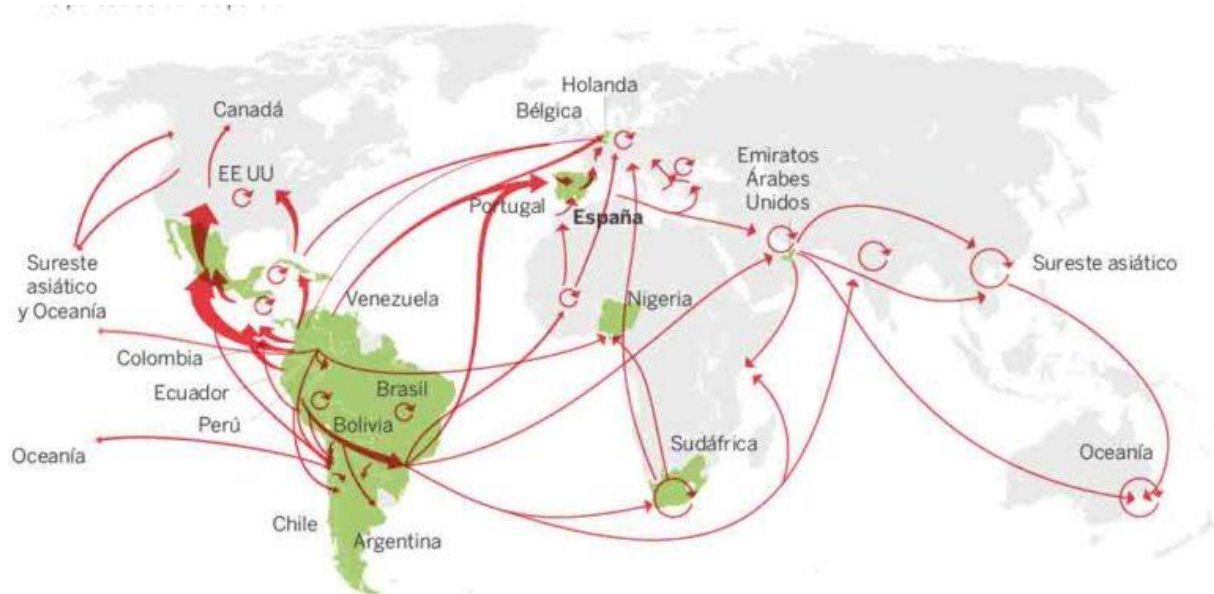 Holanda
Bélgica
Canadá
EE UU
Emiratos
Árabes
Unidos
Portugal
España
Sureste
asiático
y Oceanía
Sureste asiático
Venezuela
Nigeria
Colombia
Ecuador
Brasil
Perú
Bolivia
Sudáfrica
Oceanía
Oceanía
Chile
Argentina